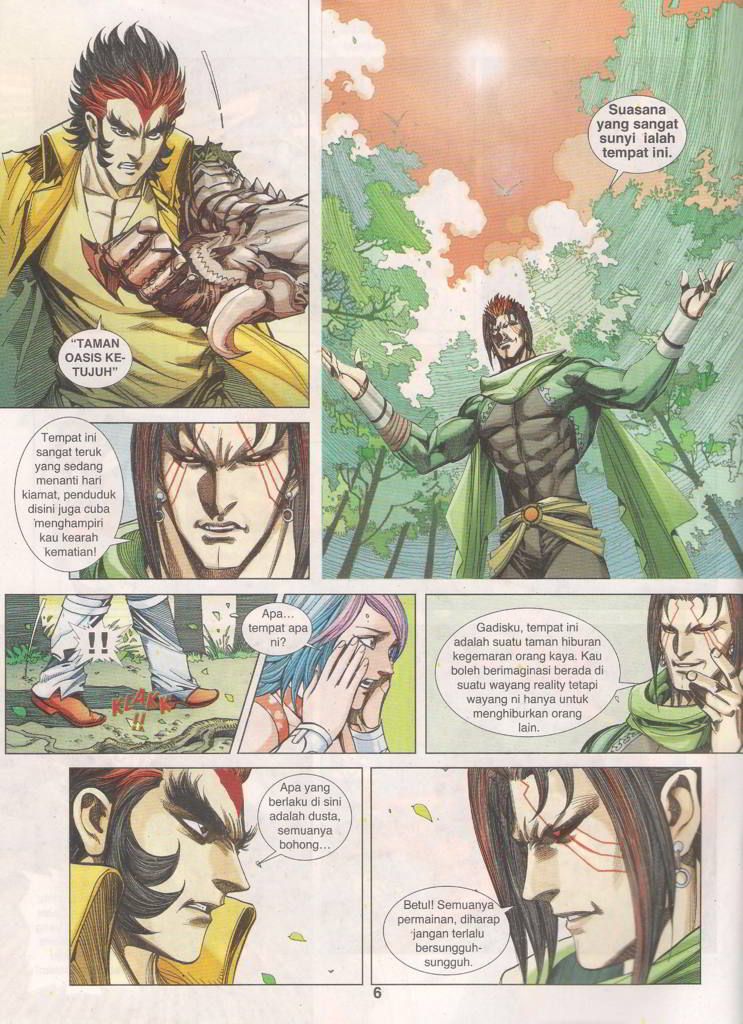 "TAMAN
OASIS KE-
TUJUH"
Suasana
yang sangat
sunyi ialah
tempat ini.
Tempat ini
sangat teruk
yang sedang
menanti hari
kiamat, penduduk
disini juga cuba
menghampiri
kau kearah
kematian!
!!
KLAKK
!!
Apa...
tempat apa
ni?
Gadisku, tempat ini
adalah suatu taman hiburan
kegemaran orang kaya. Kau
boleh berimaginasi berada di
suatu wayang reality tetapi
wayang ni hanya untuk
menghiburkan orang
lain.
Apa yang
berlaku di sini
adalah dusta,
semuanya
bohong...
Betul! Semuanya
permainan, diharap
jangan terlalu
bersungguh-
sungguh.
6